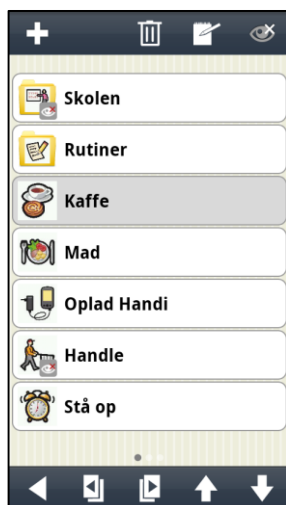 Skolen
Rutiner
Kaffe
Mad
Oplad Handi
Handle
Stå op